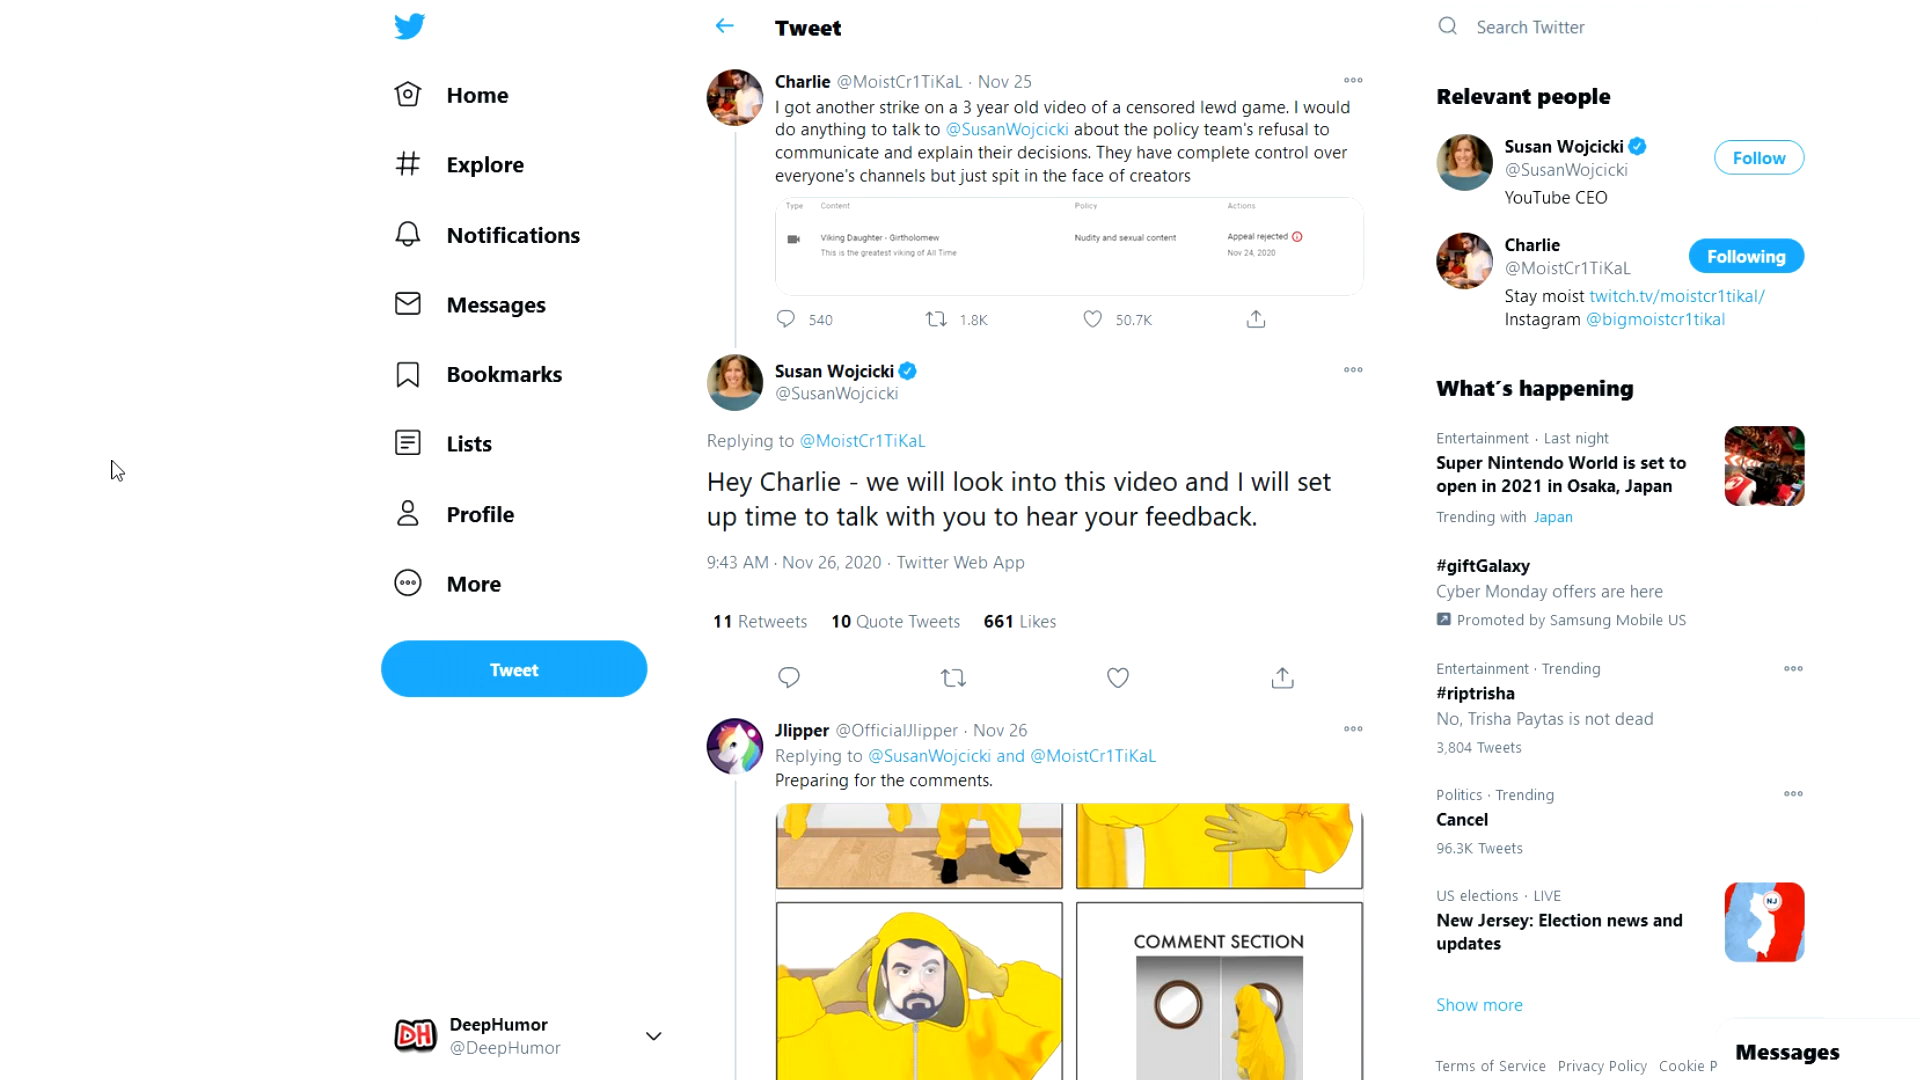 Home
Explore
Notifications
Messages
Bookmarks
Lists
Profile
More
Tweet
DH
DeepHumor
@DeepHumor
Tweet
Charlie @MoistCr1TiKaL · Nov 25
I got another strike on a 3 year old video of a censored lewd game. I would
do anything to talk to @SusanWojcicki about the policy team's refusal to
communicate and explain their decisions. They have complete control over
everyone's channels but just spit in the face of creators
Type Content Policy Actions
Viking Daughter - Girtholomew Nudity and sexual content Appeal rejected
This is the greatest viking of All Time Nov 24, 2020
540 1.8K 50.7K
Susan Wojcicki
@SusanWojcicki
Replying to @MoistCr1TiKaL
Hey Charlie - we will look into this video and I will set
up time to talk with you to hear your feedback.
9:43 AM · Nov 26, 2020 · Twitter Web App
11 Retweets 10 Quote Tweets 661 Likes
Jlipper @OfficialJlipper · Nov 26
Replying to @SusanWojcicki and @MoistCr1TiKaL
Preparing for the comments.
COMMENT SECTION
Search Twitter
Relevant people
Susan Wojcicki
@SusanWojcicki
Follow
YouTube CEO
Charlie
@MoistCr1TiKaL
Following
Stay moist twitch.tv/moistcr1tikal/
Instagram @bigmoistcr1tikal
What´s happening
Entertainment · Last night
Super Nintendo World is set to
open in 2021 in Osaka, Japan
Trending with Japan
#giftGalaxy
Cyber Monday offers are here
Promoted by Samsung Mobile US
Entertainment · Trending
#riptrisha
No, Trisha Paytas is not dead
3,804 Tweets
Politics · Trending
Cancel
96.3K Tweets
US elections · LIVE
New Jersey: Election news and
updates
NJ
Show more
Terms of Service Privacy Policy Cookie P
Messages